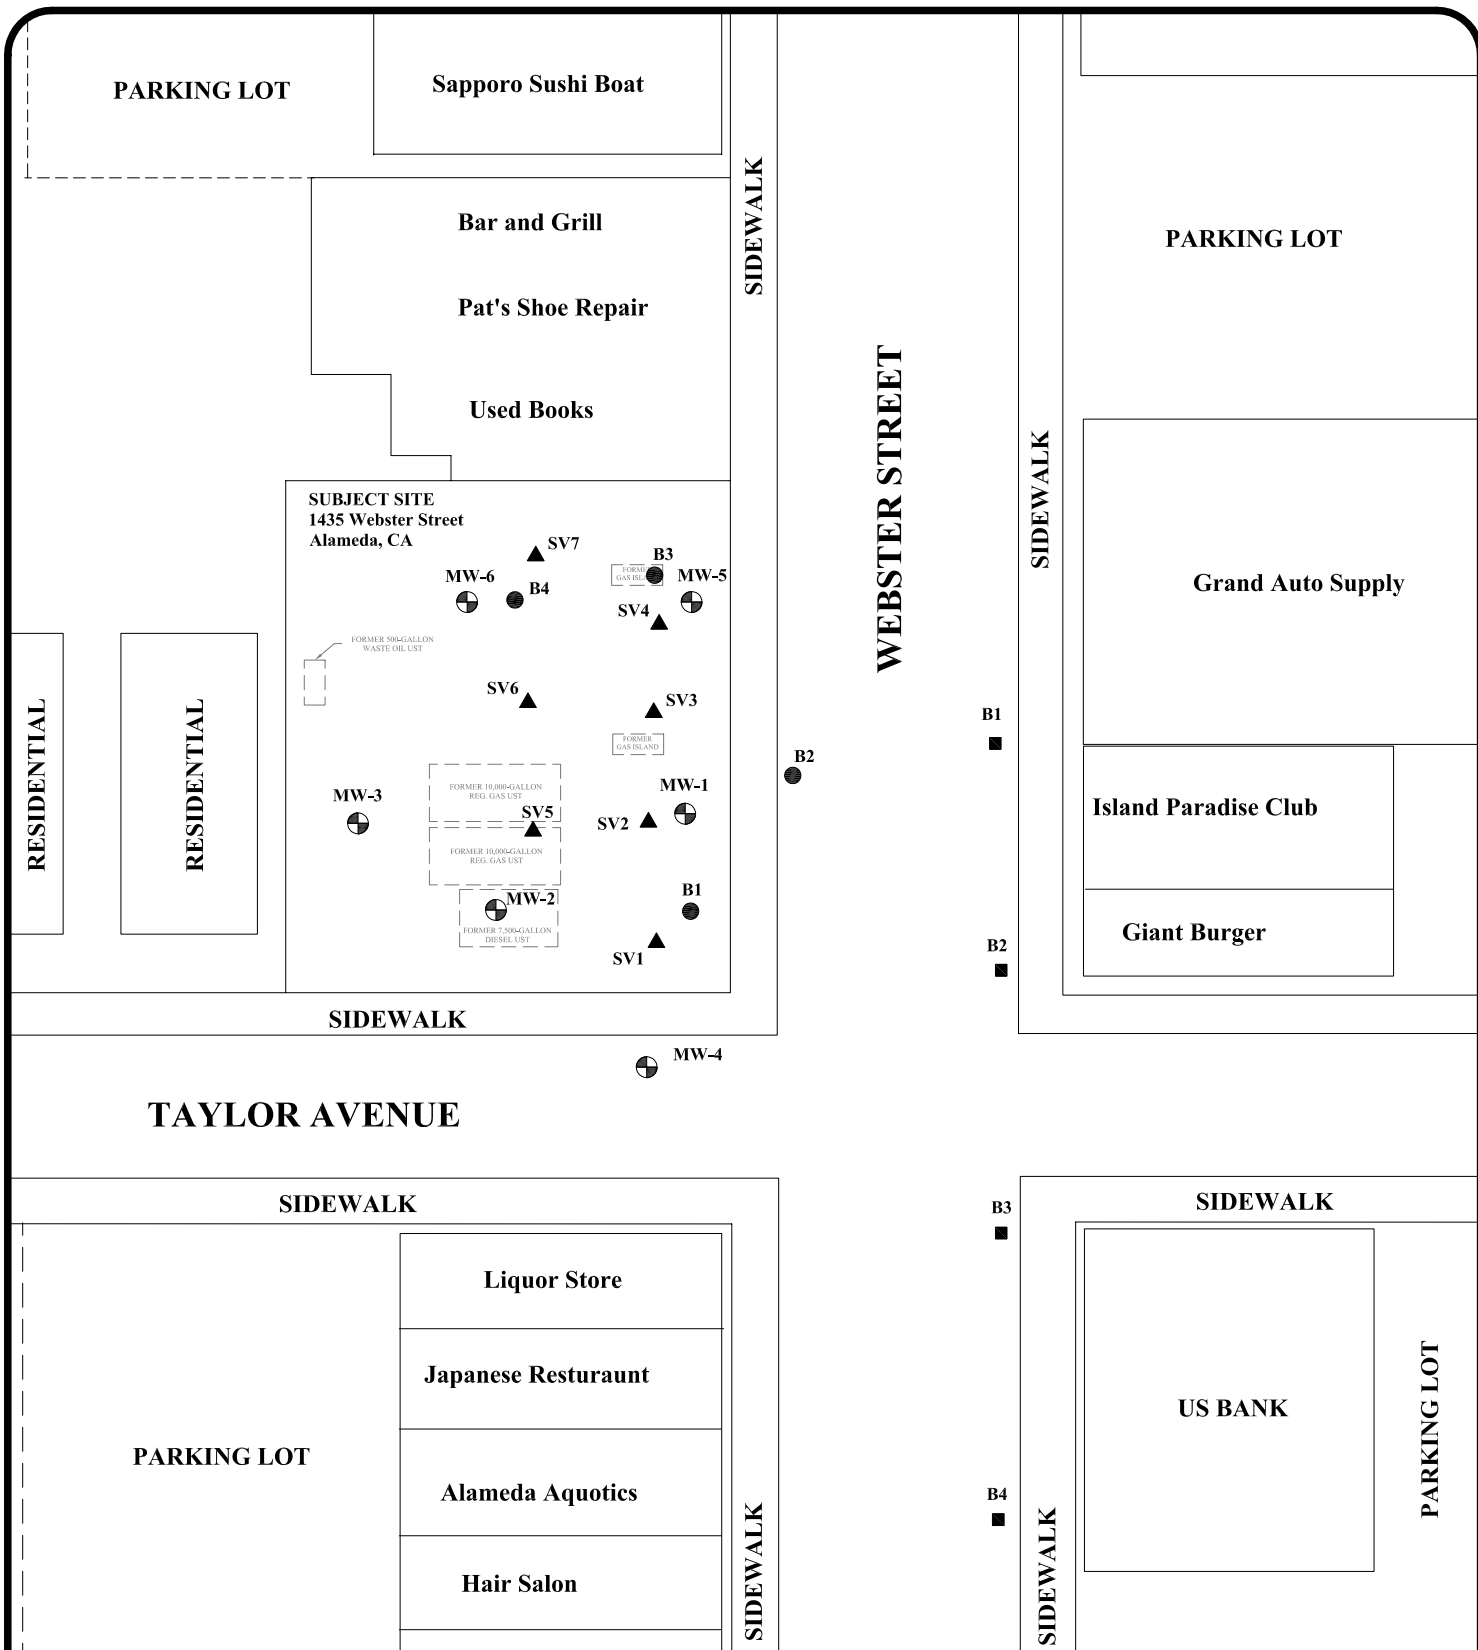 PARKING LOT
Sapporo Sushi Boat
SIDEWALK
Bar and Grill
Pat's Shoe Repair
Used Books
PARKING LOT
WEBSTER STREET
SIDEWALK
Grand Auto Supply
SUBJECT SITE
1435 Webster Street
Alameda, CA
SV7
B3
FORMER
GAS ISLAND
MW-6
B4
MW-5
SV4
FORMER 500-GALLON
WASTE OIL UST
SV6
SV3
FORMER
GAS ISLAND
RESIDENTIAL
RESIDENTIAL
B1
B2
FORMER 10,000-GALLON
REG. GAS UST
MW-3
MW-1
SV5
SV2
FORMER 10,000-GALLON
REG. GAS UST
MW-2
B1
FORMER 7,500-GALLON
DIESEL UST
SV1
Island Paradise Club
Giant Burger
B2
SIDEWALK
MW-4
TAYLOR AVENUE
SIDEWALK
B3
SIDEWALK
Liquor Store
Japanese Resturaunt
PARKING LOT
Alameda Aquotics
Hair Salon
SIDEWALK
US BANK
PARKING LOT
B4
SIDEWALK